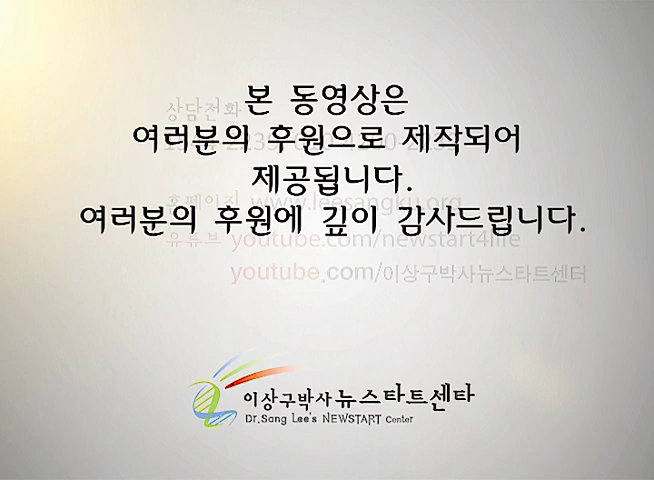 본 동영상은
상담전화
여러분의 후원으로 제작되어
제공됩니다.
홈페이지 www.leesangku.org
여러분의 후원에 깊이 감사드립니다.
유튜브 youtube.com/newstart4life
youtube.com/이상구박사뉴스타트센터
이상구박사 뉴스타트센타
Dr.Sang Lee's NEWSTART Center